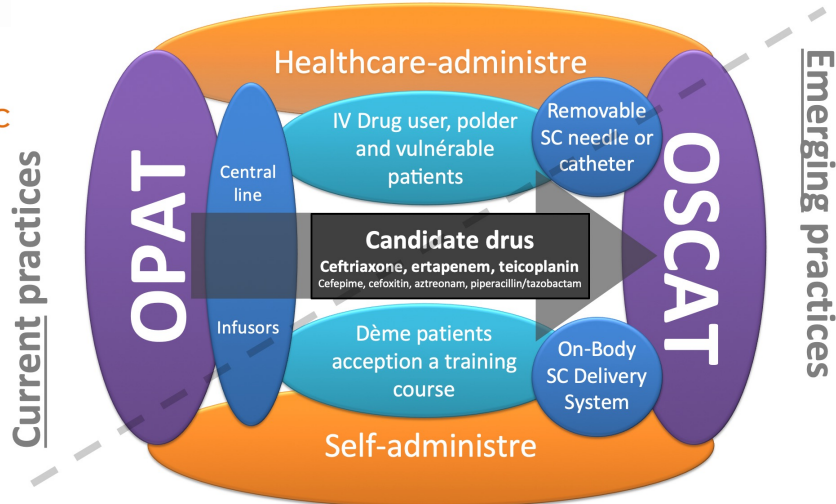 C
Healthcare-administre
IV Drug user, polder
and vulnérable
patients
Removable
SC needle or
catheter
Current practices
OPAT
Central
line
Infusors
Candidate drus
Ceftriaxone, ertapenem, teicoplanin
Cefepime, cefoxitin, aztreonam, piperacillin/tazobactam
OSCAT
Emerging practices
Dème patients
acception a training
course
On-Body
SC Delivery
System
Self-administre